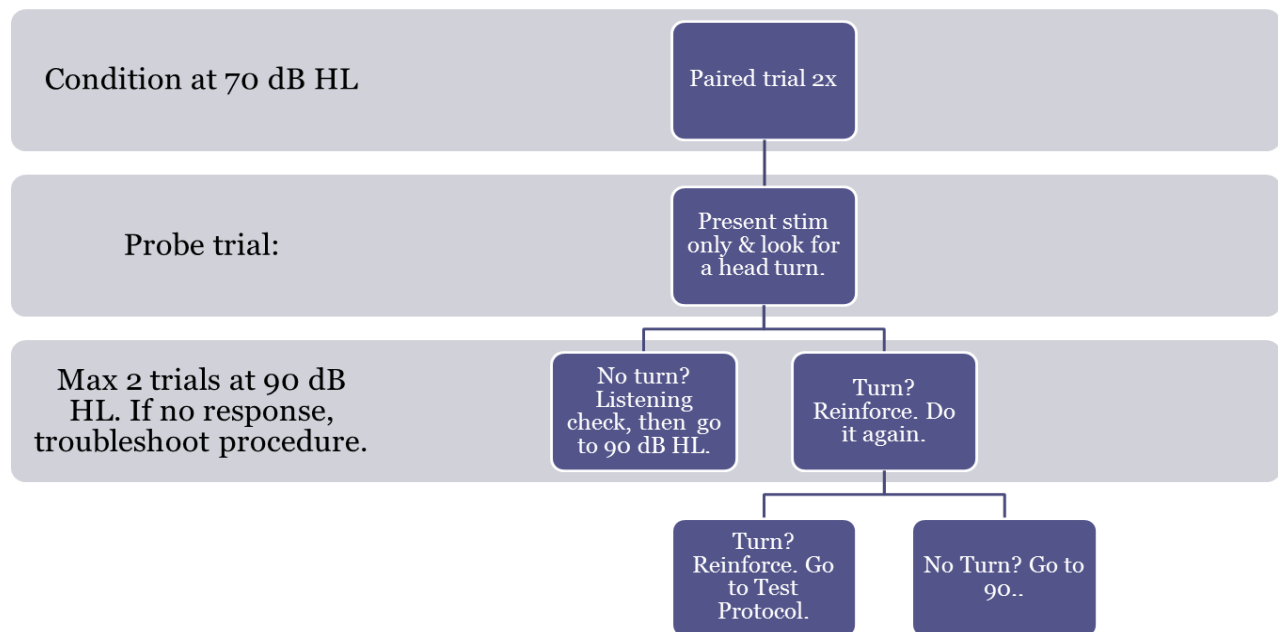 Condition at 70 dB HL
Paired trial 2x
Probe trial:
Present stim
only & look for
a head turn.
Max 2 trials at 90 dB
HL. If no response,
troubleshoot procedure.
No turn?
Listening
check, then go
to 90 dB HL.
Turn?
Reinforce. Do
it again.
Turn?
Reinforce. Go
to Test
Protocol.
No Turn? Go to
90..